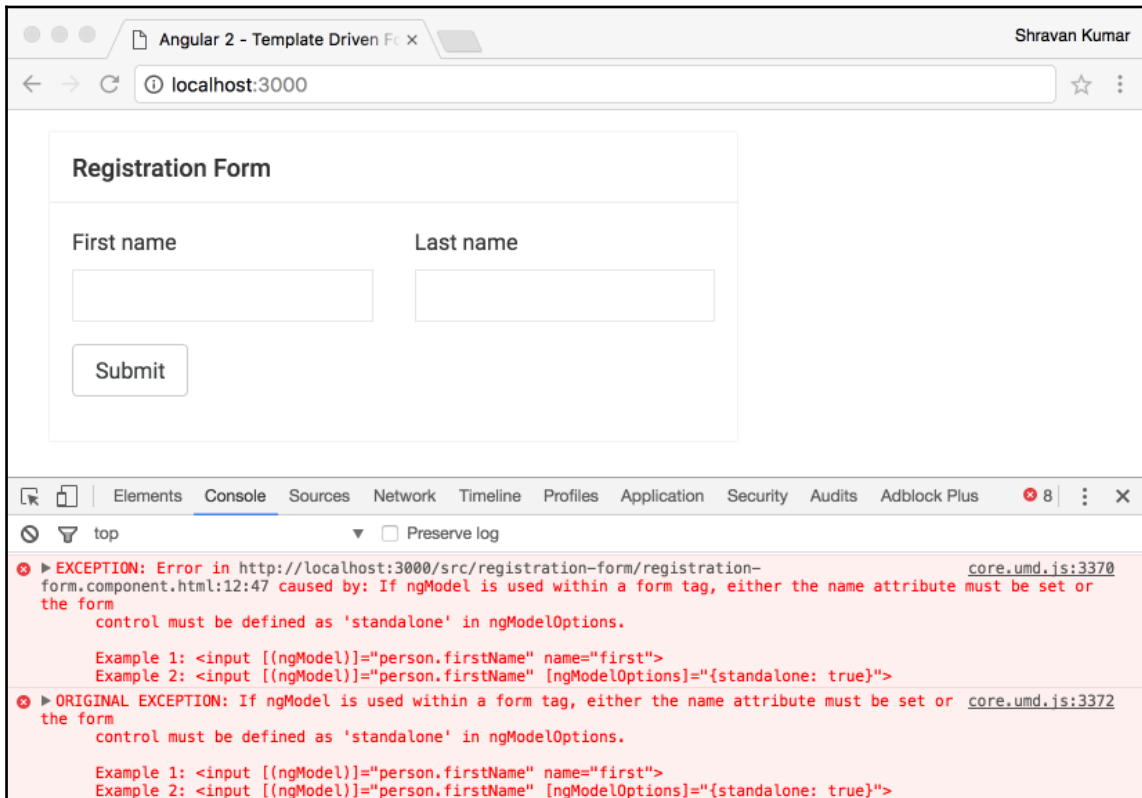 Angular 2 - Template Driven Fo
Shravan Kumar
localhost:3000
Registration Form
First name Last name
Submit
Elements Console Sources Network Timeline Profiles Application Security Audits Adblock Plus 8
top Preserve log
EXCEPTION: Error in http://localhost:3000/src/registration-form/registration- core.umd.js:3370
form.component.html:12:47 caused by: If ngModel is used within a form tag, either the name attribute must be set or
the form
control must be defined as 'standalone' in ngModelOptions.
Example 1: <input [(ngModel)]="person.firstName" name="first">
Example 2: <input [(ngModel)]="person.firstName" [ngModelOptions]="{standalone: true}">
ORIGINAL EXCEPTION: If ngModel is used within a form tag, either the name attribute must be set or core.umd.js:3372
the form
control must be defined as 'standalone' in ngModelOptions.
Example 1: <input [(ngModel)]="person.firstName" name="first">
Example 2: <input [(ngModel)]="person.firstName" [ngModelOptions]="{standalone: true}">